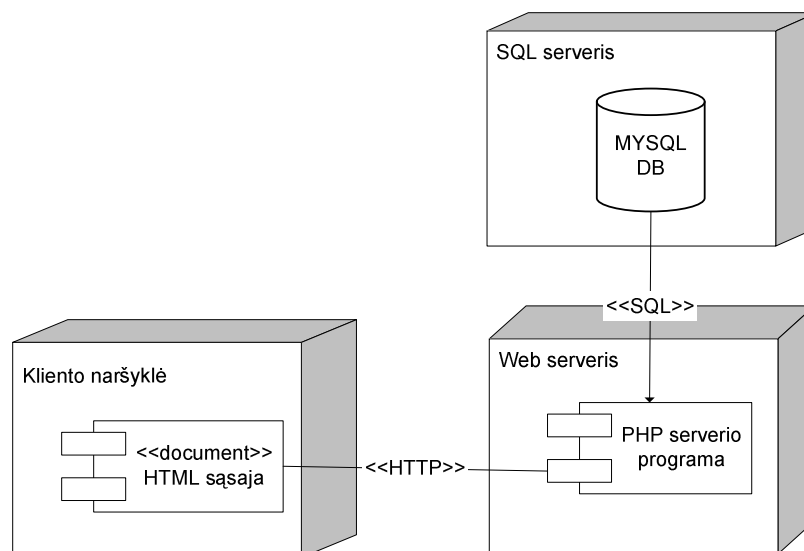 SQL serveris
MYSQL
DB
<<SQL>>
Web serveris
Kliento naršyklė
PHP serverio
programa
<<document>>
HTML sąsaja
<<HTTP>>